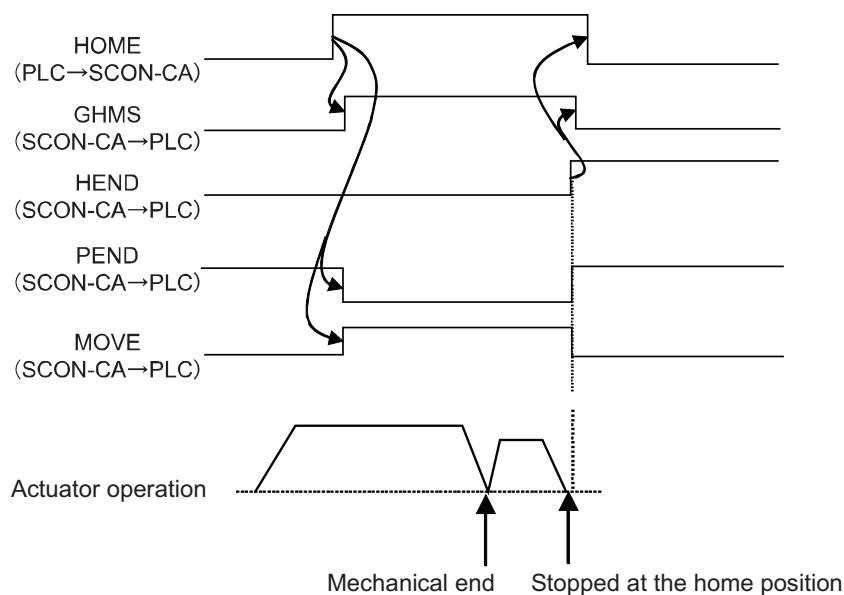 HOME
(PLC→SCON-CA)
GHMS
(SCON-CA→PLC)
HEND
(SCON-CA→PLC)
PEND
(SCON-CA→PLC)
MOVE
(SCON-CA→PLC)
Actuator operation
Mechanical end
Stopped at the home position